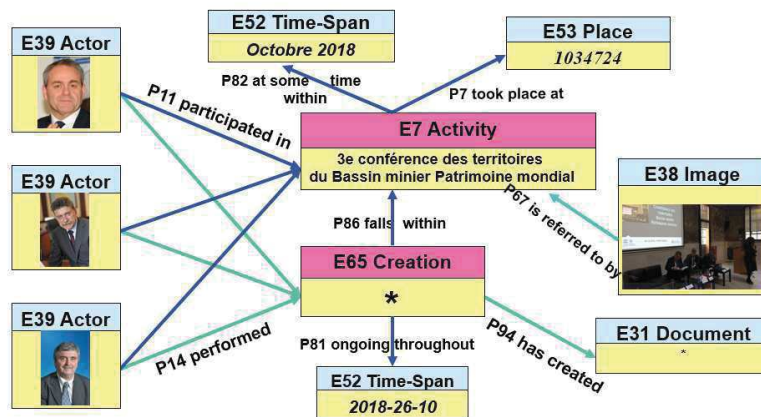 E52 Time-Span
Octobre 2018
E53 Place
1034724
E39 Actor
P82 at some time
within
P7 took place at
P11 participated in
E7 Activity
3e conférence des territoires
du Bassin minier Patrimoine mondial
E39 Actor
E38 Image
P67 is referred to by
P86 falls within
E65 Creation
*
E39 Actor
P14 performed
P81 ongoing throughout
P94 has created
E31 Document
*
E52 Time-Span
2018-26-10